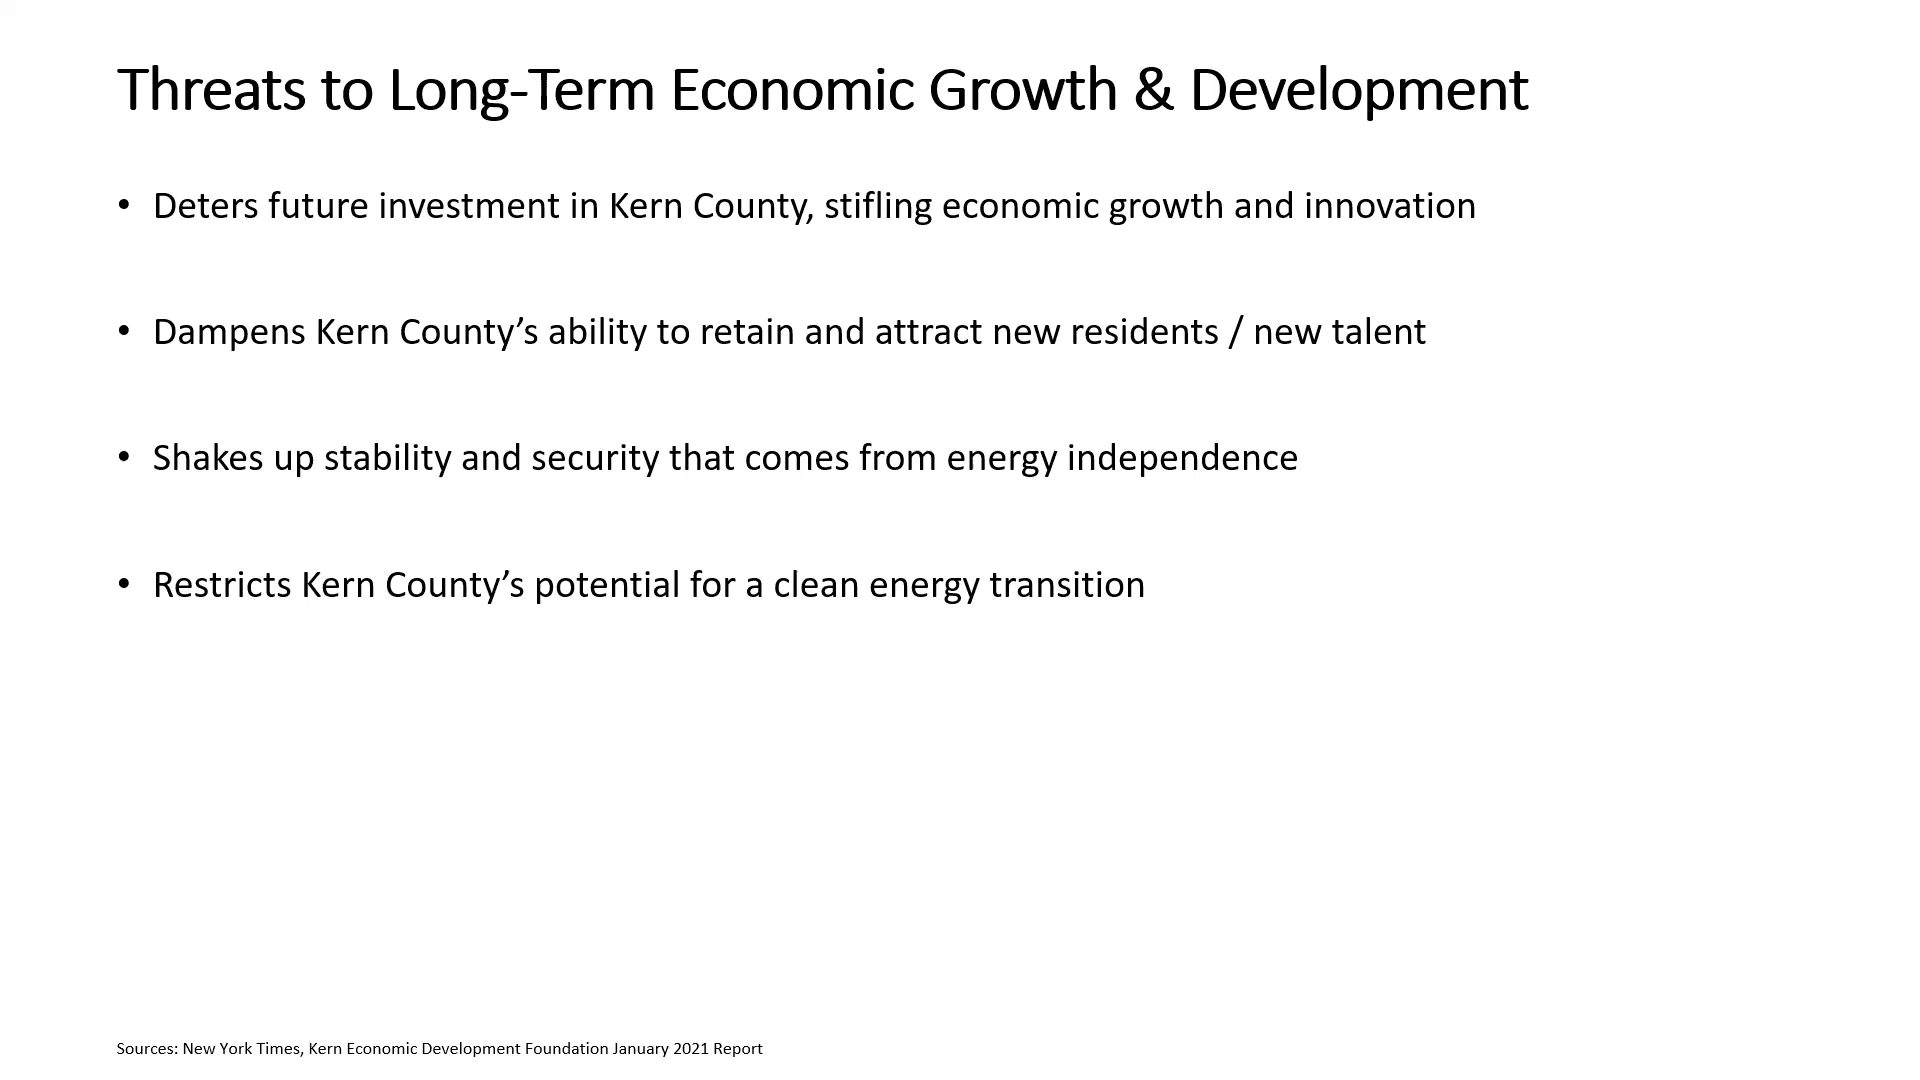 Threats to Long-Term Economic Growth & Development
• Deters future investment in Kern County, stifling economic growth and innovation
• Dampens Kern County’s ability to retain and attract new residents / new talent
• Shakes up stability and security that comes from energy independence
• Restricts Kern County’s potential for a clean energy transition
Sources: New York Times, Kern Economic Development Foundation January 2021 Report